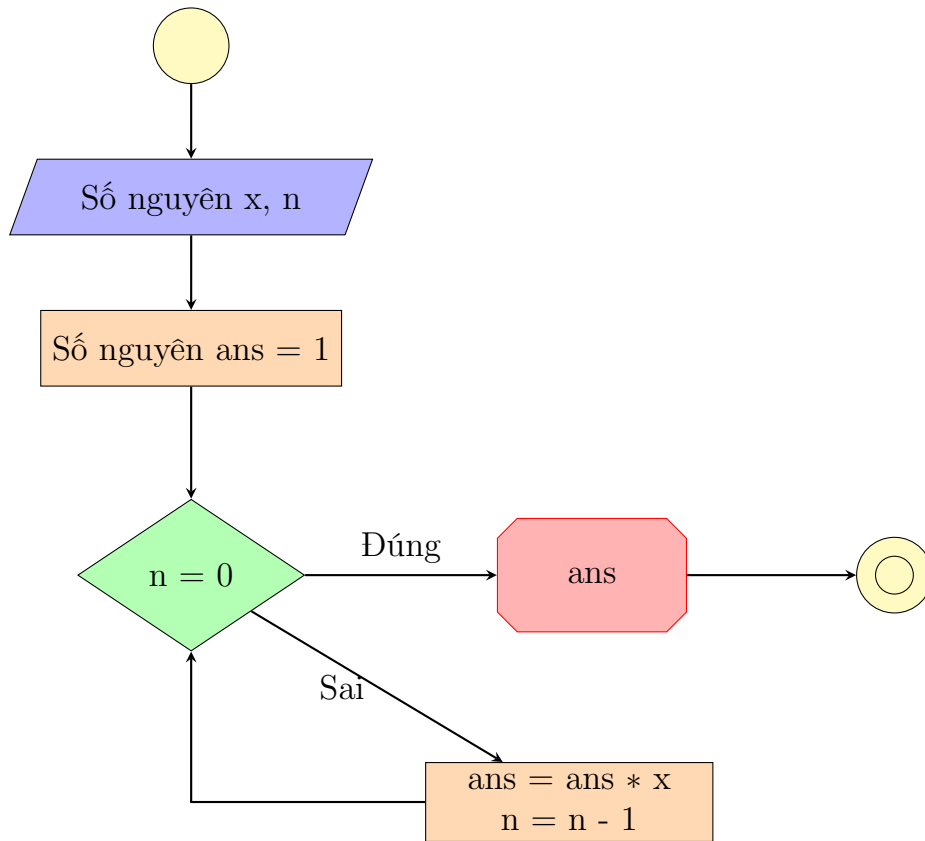 Số nguyên x, n
Số nguyên ans = 1
n = 0
Đúng
ans
Sai
ans = ans * x
n = n - 1